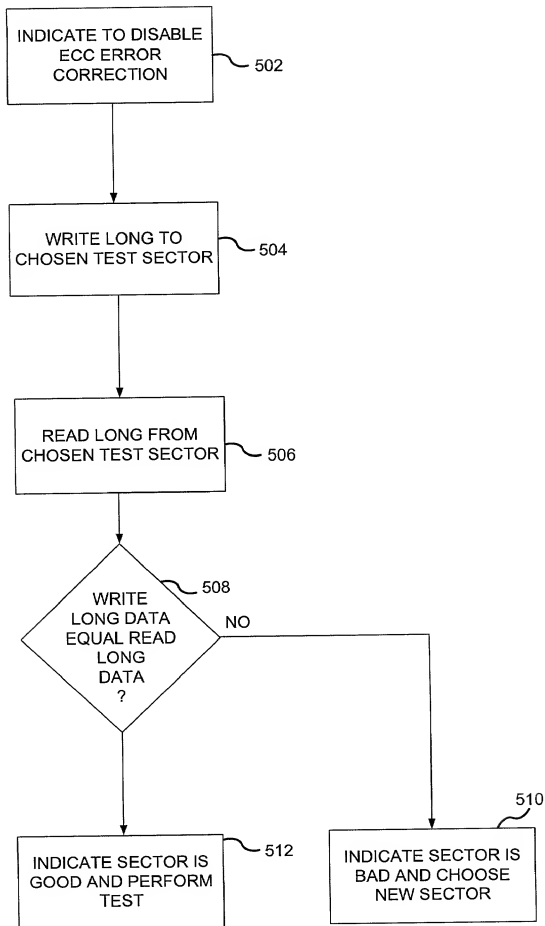 INDICATE TO DISABLE
ECC ERROR
CORRECTION
502
WRITE LONG TO
CHOSEN TEST SECTOR
504
READ LONG FROM
CHOSEN TEST SECTOR
506
508
WRITE
LONG DATA
EQUAL READ
LONG
DATA
?
NO
510
INDICATE SECTOR IS
GOOD AND PERFORM
TEST
512
INDICATE SECTOR IS
BAD AND CHOOSE
NEW SECTOR